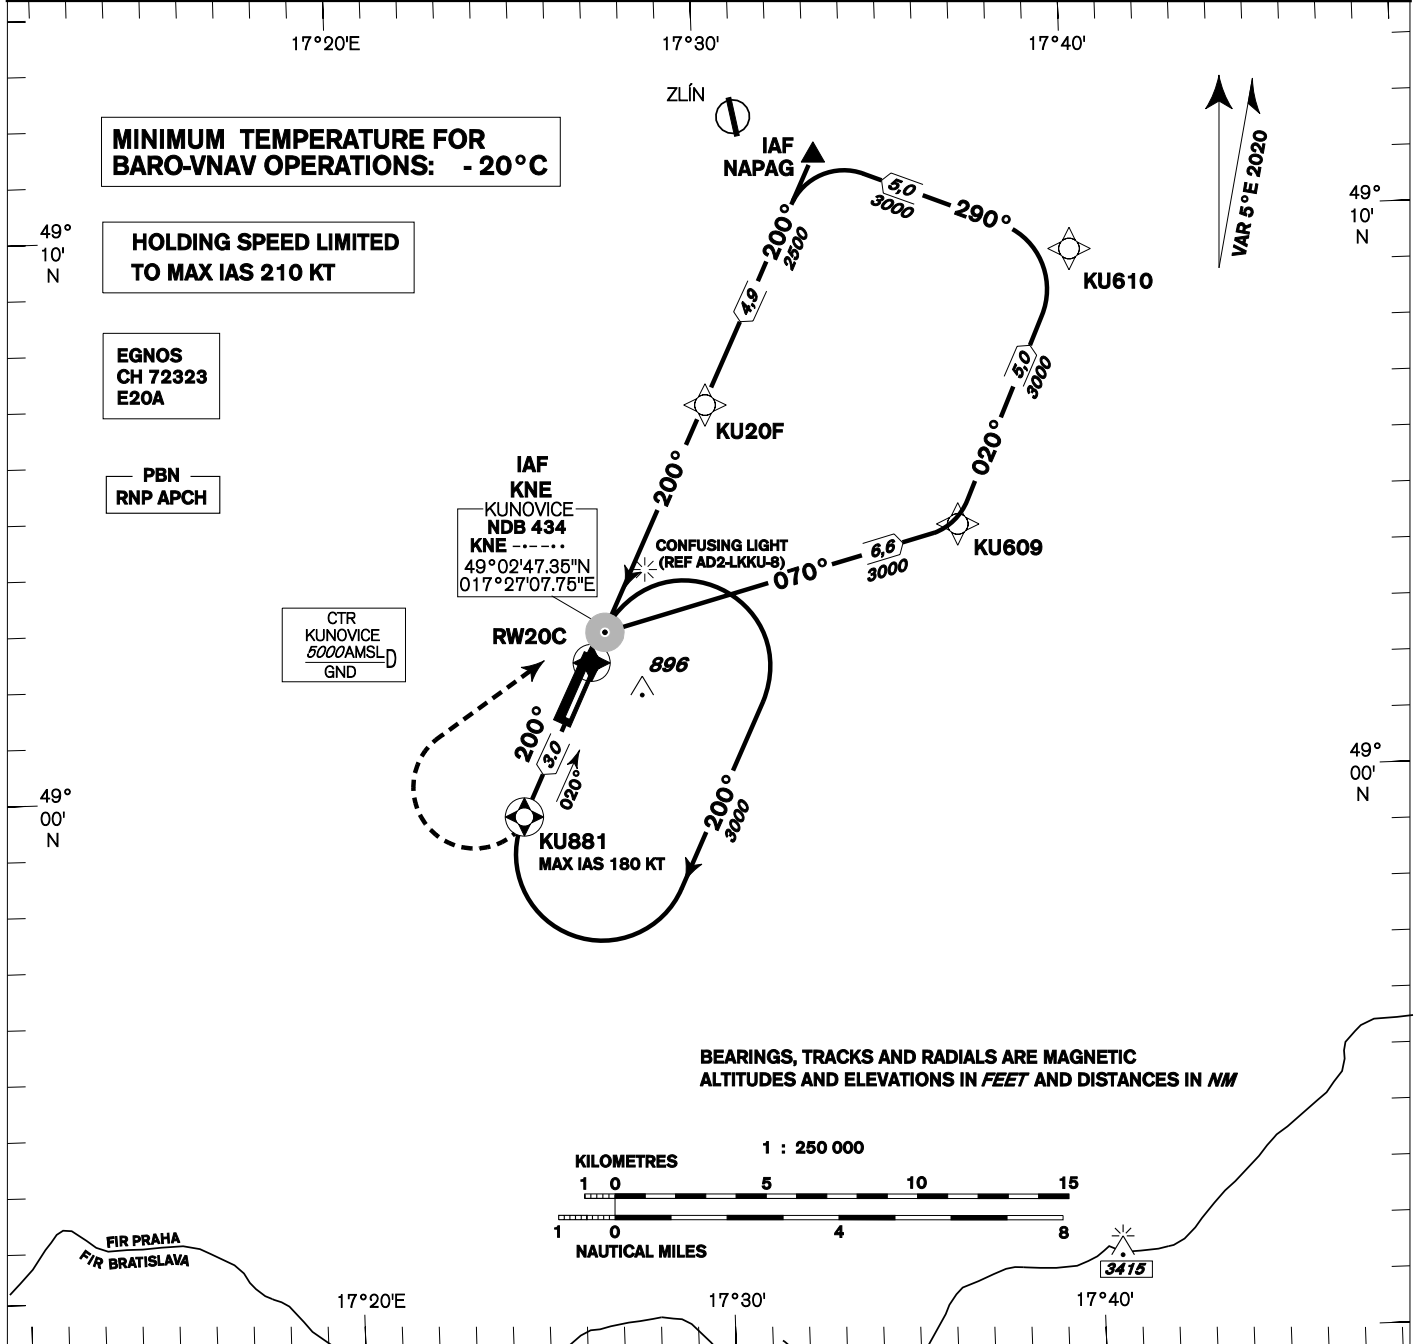 17°20'E
17°30'
17°40'
ZLÍN
IAF
NAPAG
MINIMUM TEMPERATURE FOR
BARO-VNAV OPERATIONS: - 20°C
VAR 5°E 2020
5,0
3000
290°
49°
10'
N
49°
10'
N
HOLDING SPEED LIMITED
TO MAX IAS 210 KT
200°
2500
KU610
4,9
EGNOS
CH 72323
E20A
5,0
3000
KU20F
020°
PBN
RNP APCH
IAF
KNE
KUNOVICE
NDB 434
KNE -·--··
49°02'47.35"N
017°27'07.75"E
200°
CONFUSING LIGHT
(REF AD2-LKKU-8)
KU609
6,6
3000
070°
CTR
KUNOVICE
5000AMSL D
GND
RW20C
896
200°
3.0
020°
49°
00'
N
49°
00'
N
200°
3000
KU881
MAX IAS 180 KT
BEARINGS, TRACKS AND RADIALS ARE MAGNETIC
ALTITUDES AND ELEVATIONS IN FEET AND DISTANCES IN NM
1 : 250 000
KILOMETRES
1 0 5 10 15
1 0 4 8
NAUTICAL MILES
FIR PRAHA
FIR BRATISLAVA
3415
17°20'E
17°30'
17°40'